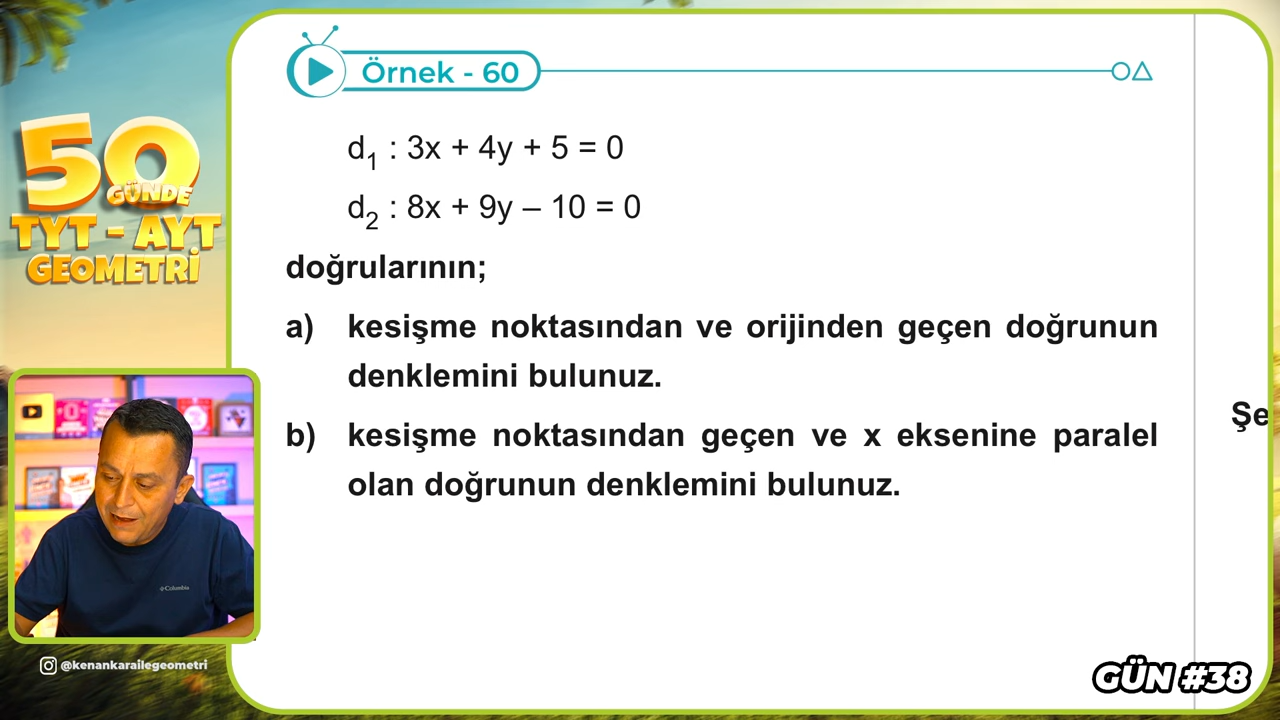 Örnek - 60
d1 : 3x + 4y + 5 = 0
d2 : 8x + 9y – 10 = 0
doğrularının;
a) kesişme noktasından ve orijinden geçen doğrunun
denklemini bulunuz.
b) kesişme noktasından geçen ve x eksenine paralel
olan doğrunun denklemini bulunuz.
Şe
50
GÜNDE
TYT - AYT
GEOMETRİ
Columbia
@kenankarailegeometri
GÜN #38